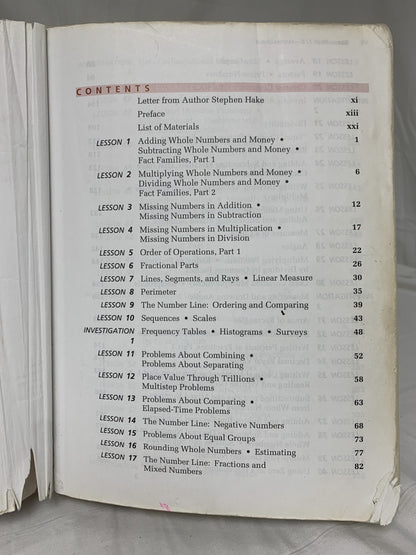 CONTENTS
Letter from Author Stephen Hake xi
Preface xiii
List of Materials xxi
LESSON 1 Adding Whole Numbers and Money • 1
Subtracting Whole Numbers and Money •
Fact Families, Part 1
LESSON 2 Multiplying Whole Numbers and Money • 6
Dividing Whole Numbers and Money •
Fact Families, Part 2
LESSON 3 Missing Numbers in Addition • 12
Missing Numbers in Subtraction
LESSON 4 Missing Numbers in Multiplication • 17
Missing Numbers in Division
LESSON 5 Order of Operations, Part 1 22
LESSON 6 Fractional Parts 26
LESSON 7 Lines, Segments, and Rays • Linear Measure 30
LESSON 8 Perimeter 35
LESSON 9 The Number Line: Ordering and Comparing 39
LESSON 10 Sequences • Scales 43
INVESTIGATION Frequency Tables • Histograms • Surveys 48
1
LESSON 11 Problems About Combining • 52
Problems About Separating
LESSON 12 Place Value Through Trillions • 58
Multistep Problems
LESSON 13 Problems About Comparing • 63
Elapsed-Time Problems
LESSON 14 The Number Line: Negative Numbers 68
LESSON 15 Problems About Equal Groups 73
LESSON 16 Rounding Whole Numbers • Estimating 77
LESSON 17 The Number Line: Fractions and 82
Mixed Numbers